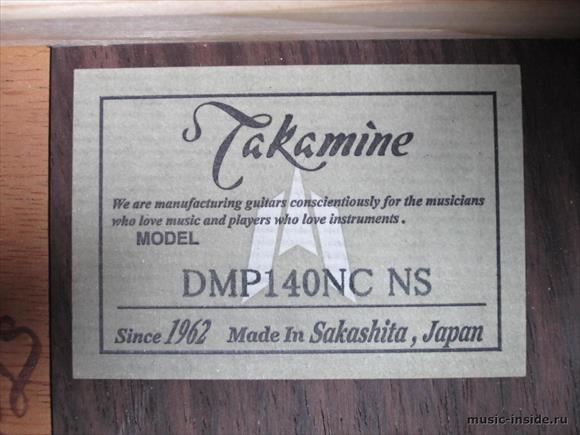 Takamine
We are manufacturing guitars conscientiously for the musicians
who love music and players who love instruments.
MODEL
DMP140NC NS
Since 1962 Made In Sakashita, Japan
music-inside.ru